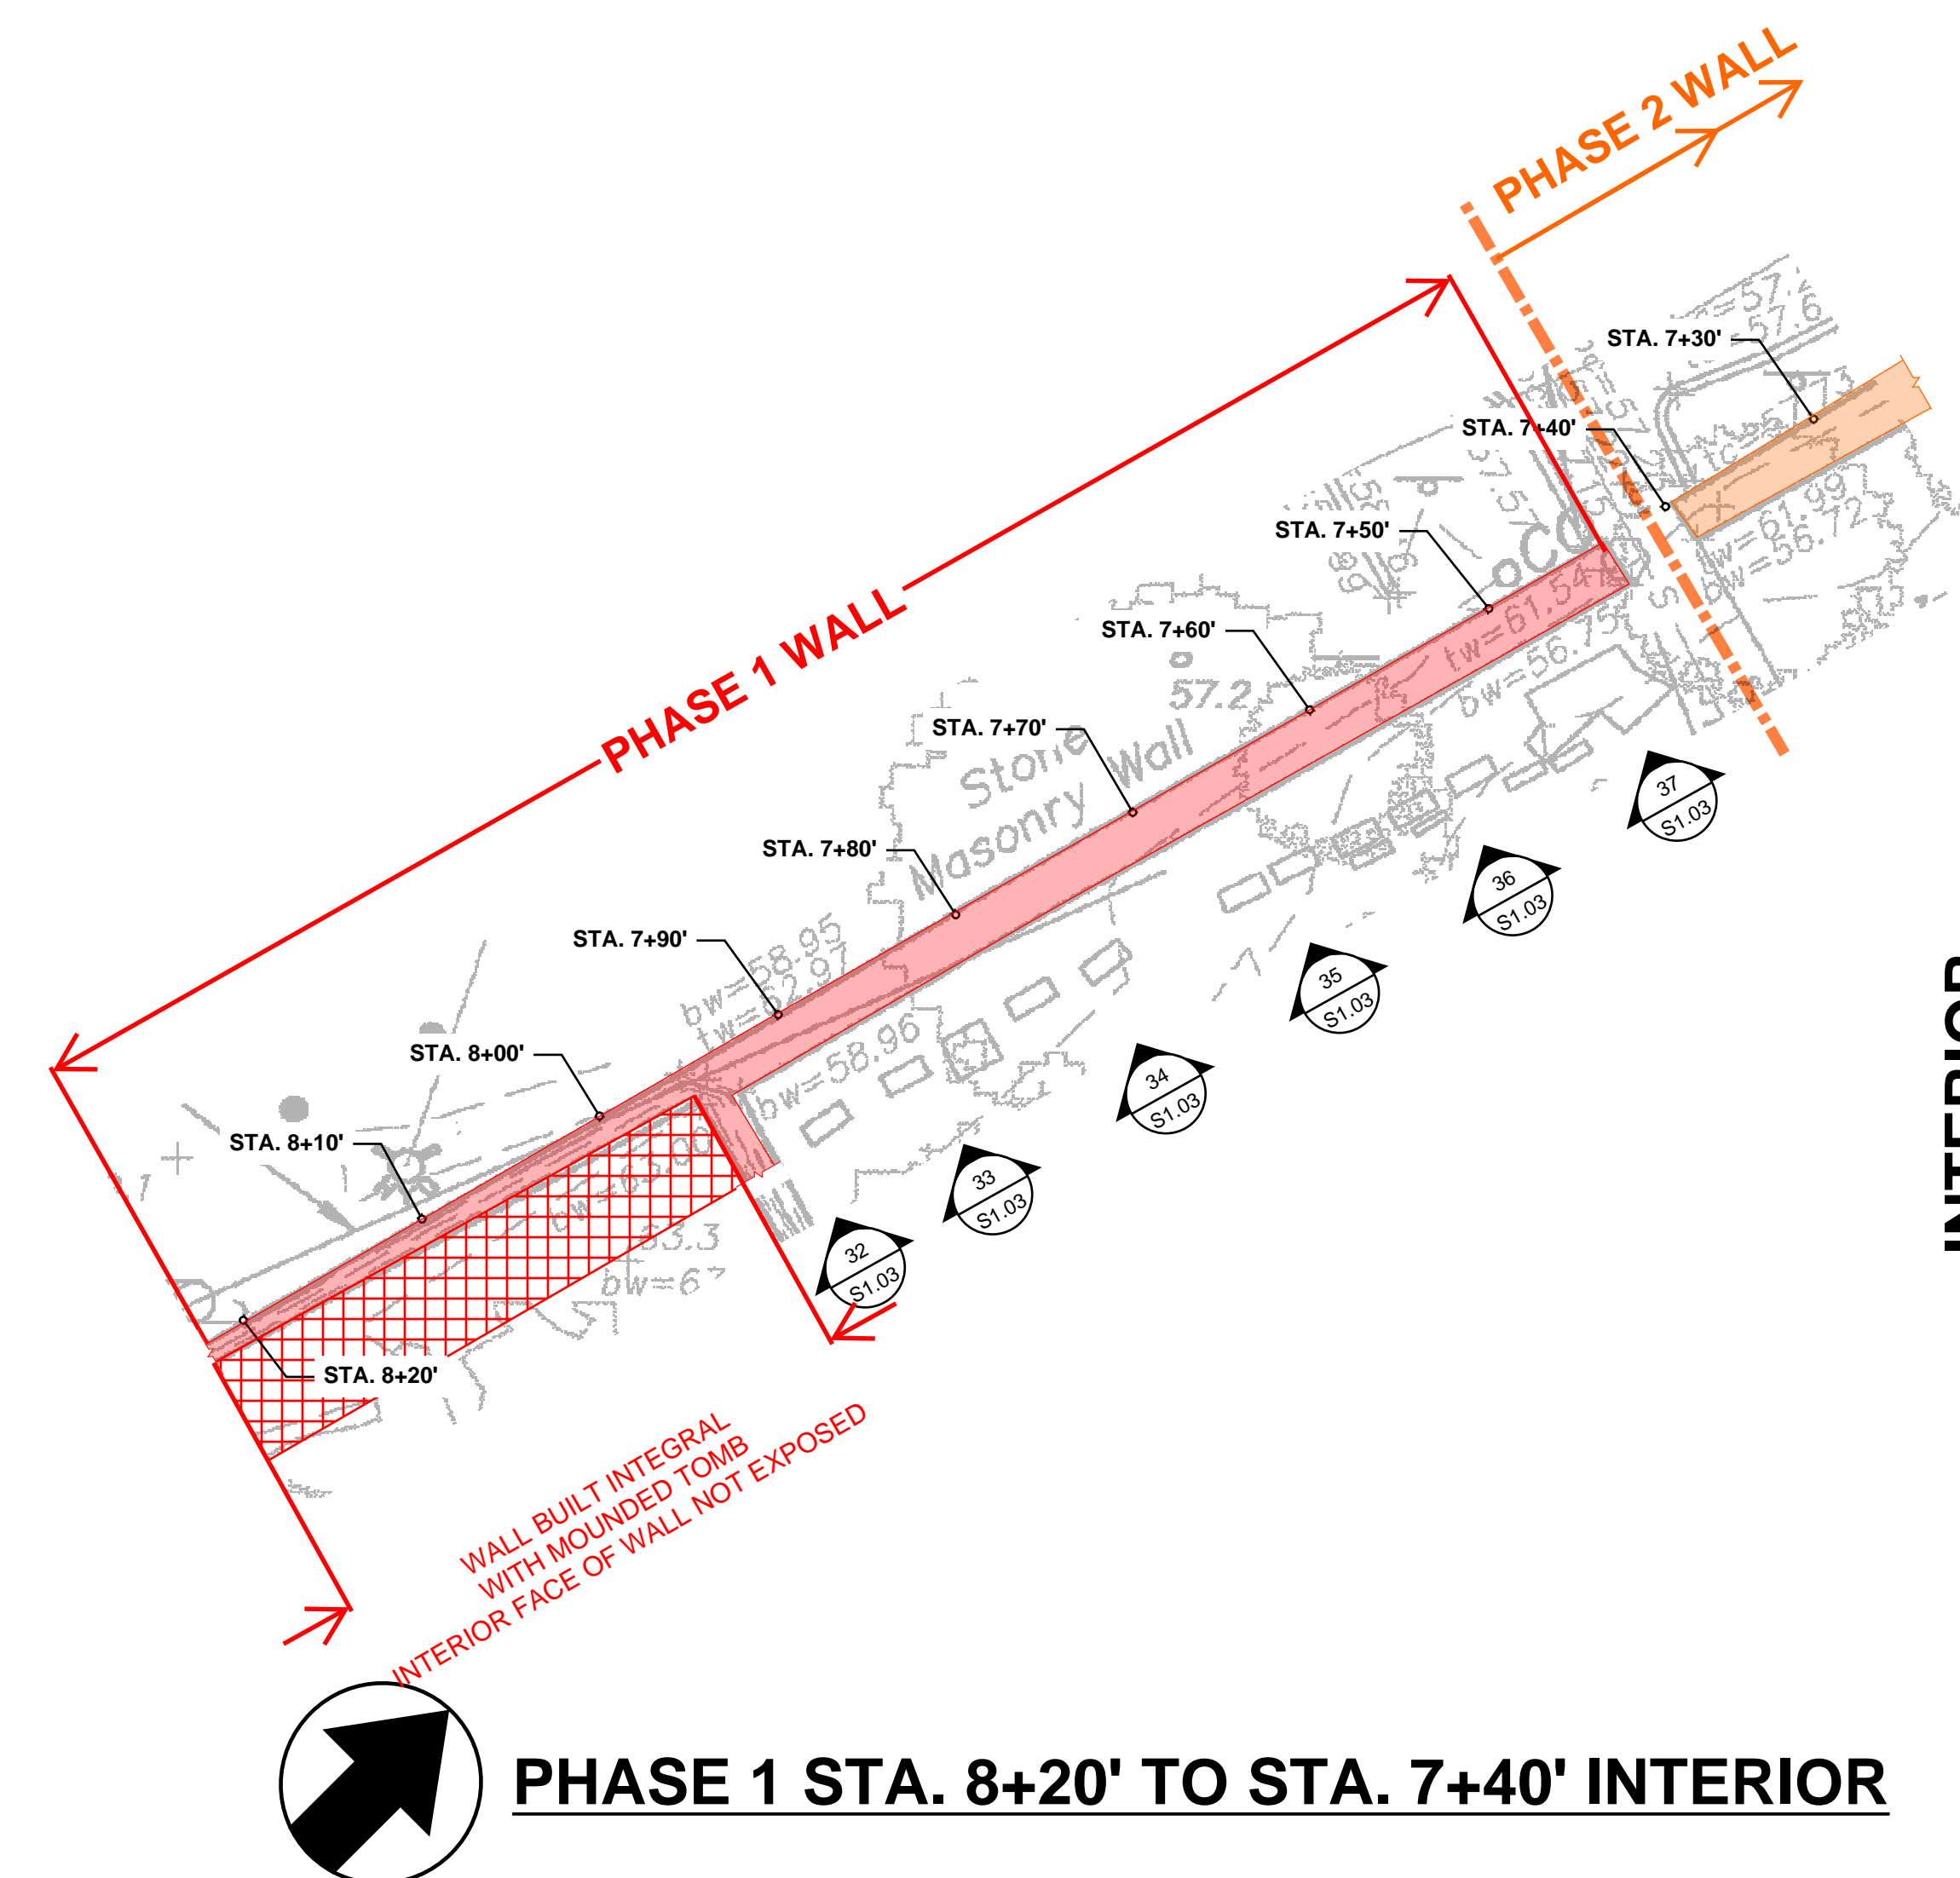 PHASE 2 WALL
STA. 7+30'
STA. 7+40'
STA. 7+50'
PHASE 1 WALL
STA. 7+60'
57.2
STA. 7+70'
Stone
Masonry Wall
STA. 7+80'
STA. 7+90'
STA. 8+00'
STA. 8+10'
STA. 8+20'
57.6
tw=61.54
bw=56.75
tw=61.99
bw=56.72
bw=58.95
tw=62.97
bw=58.96
63.3
37
S1.03
36
S1.03
35
S1.03
34
S1.03
33
S1.03
32
S1.03
WALL BUILT INTEGRAL
WITH MOUNDED TOMB
INTERIOR FACE OF WALL NOT EXPOSED
INTERIOR
PHASE 1 STA. 8+20' TO STA. 7+40' INTERIOR